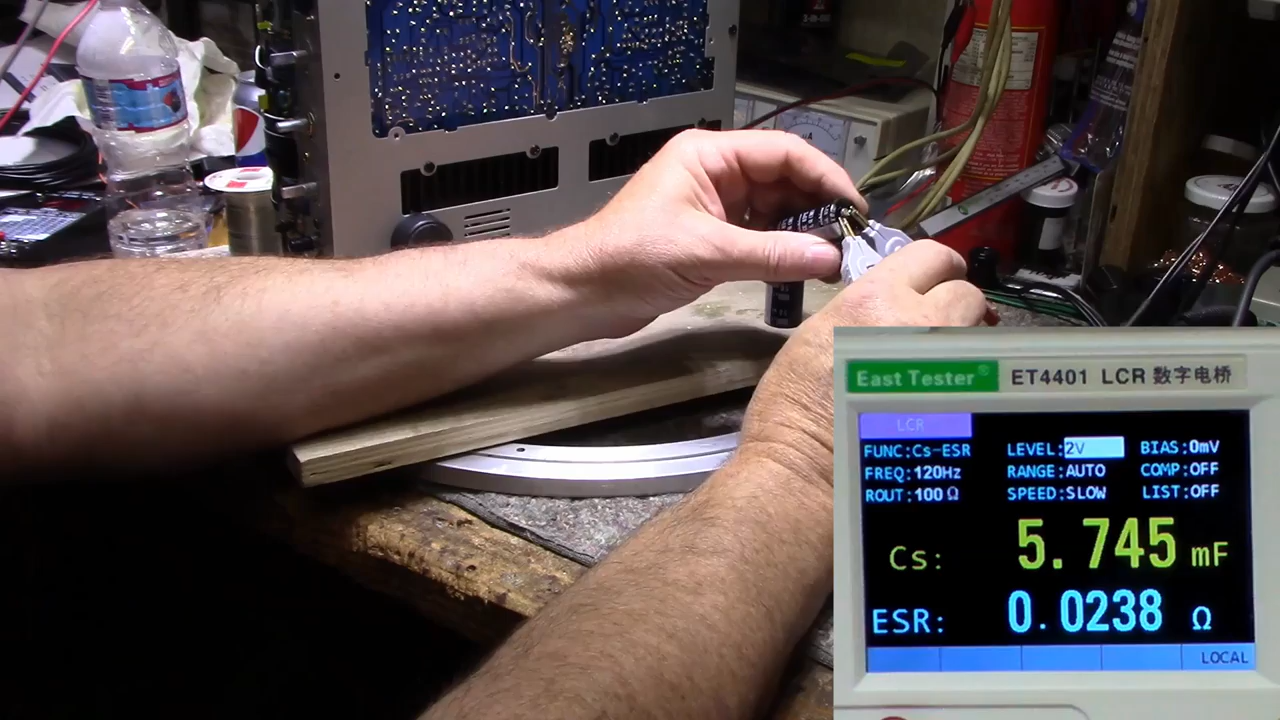 East Tester® ET4401 LCR 数字电桥
LCR
FUNC:Cs-ESR LEVEL:2V BIAS:0mV
FREQ:120Hz RANGE:AUTO COMP:OFF
ROUT:100 Ω SPEED:SLOW LIST:OFF
Cs: 5.745 mF
ESR: 0.0238 Ω
LOCAL